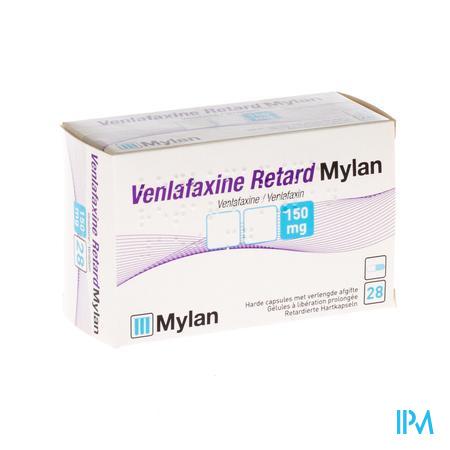 Venlafaxine Retard Mylan
Venlafaxine / Venlafaxin
150
mg
Harde capsules met verlengde afgifte
Gélules à libération prolongée
Retardierte Hartkapseln
28
Mylan
Venlafaxine Retard Mylan
150
mg
28
IPM